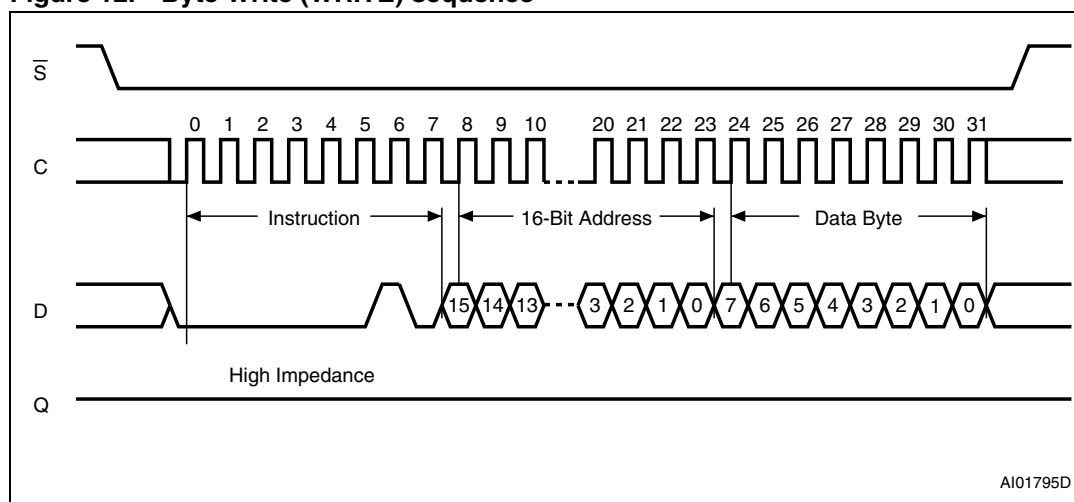 Figure 12. Byte Write (WRITE) sequence
S
0 1 2 3 4 5 6 7 8 9 10 20 21 22 23 24 25 26 27 28 29 30 31
C
Instruction 16-Bit Address Data Byte
D 15 14 13 3 2 1 0 7 6 5 4 3 2 1 0
High Impedance
Q
AI01795D